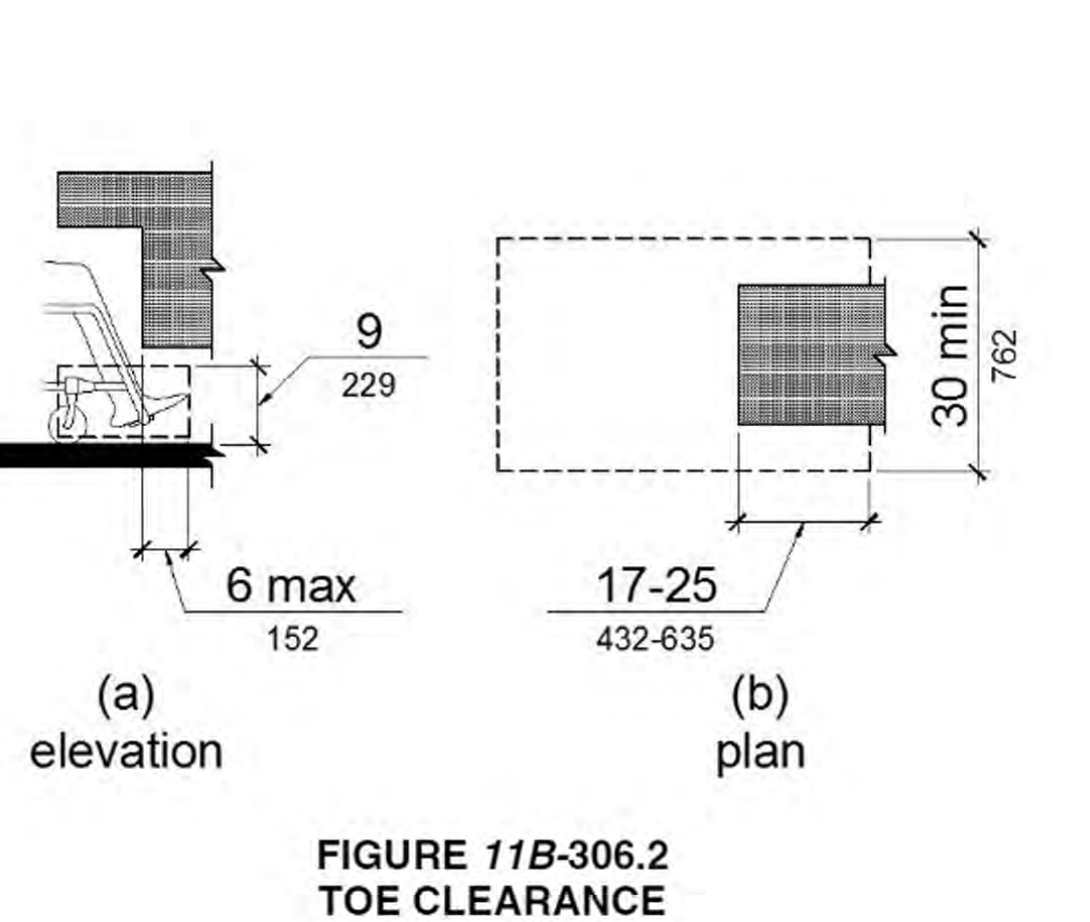 9
229
6 max
152
(a)
elevation
30 min
762
17-25
432-635
(b)
plan
FIGURE 11B-306.2
TOE CLEARANCE